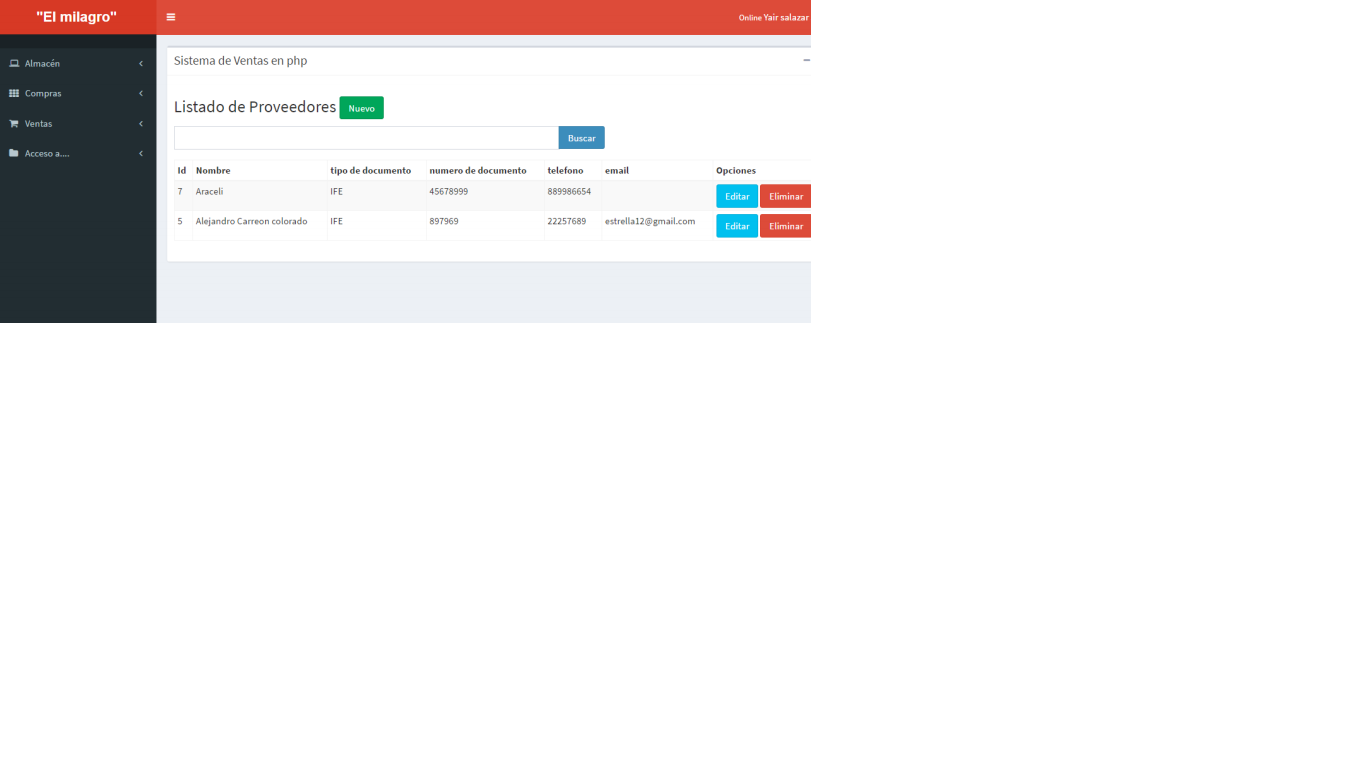 "El milagro"
Online Yair salazar
Almacén
Compras
Ventas
Acceso a....
Sistema de Ventas en php
Listado de Proveedores Nuevo
Buscar
Id Nombre tipo de documento numero de documento telefono email Opciones
7 Araceli IFE 45678999 889986654 Editar Eliminar
5 Alejandro Carreon colorado IFE 897969 22257689 estrella12@gmail.com Editar Eliminar